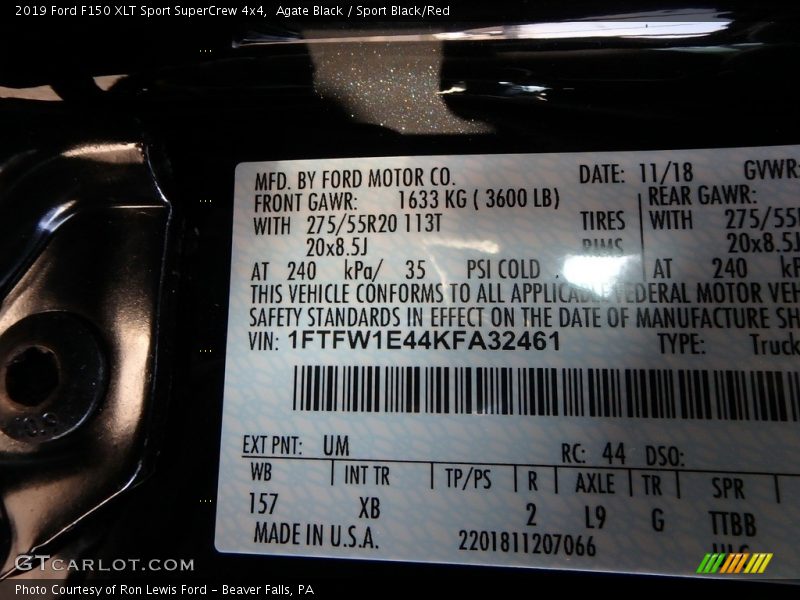 2019 Ford F150 XLT Sport SuperCrew 4x4, Agate Black / Sport Black/Red
MFD. BY FORD MOTOR CO. DATE: 11/18 GVWR:
FRONT GAWR: 1633 KG ( 3600 LB) REAR GAWR:
WITH 275/55R20 113T TIRES WITH 275/55
20x8.5J RIMS 20x8.5J
AT 240 kPa/ 35 PSI COLD AT 240 kP
THIS VEHICLE CONFORMS TO ALL FEDERAL MOTOR VEH
SAFETY STANDARDS IN EFFECT ON THE DATE OF MANUFACTURE SH
VIN: 1FTFW1E44KFA32461 TYPE: Truck
EXT PNT: UM RC: 44 DSO:
WB INT TR TP/PS R AXLE TR SPR
157 XB 2 L9 G TTBB
MADE IN U.S.A. 2201811207066
10.9
GTCarLot.com
Photo Courtesy of Ron Lewis Ford - Beaver Falls, PA